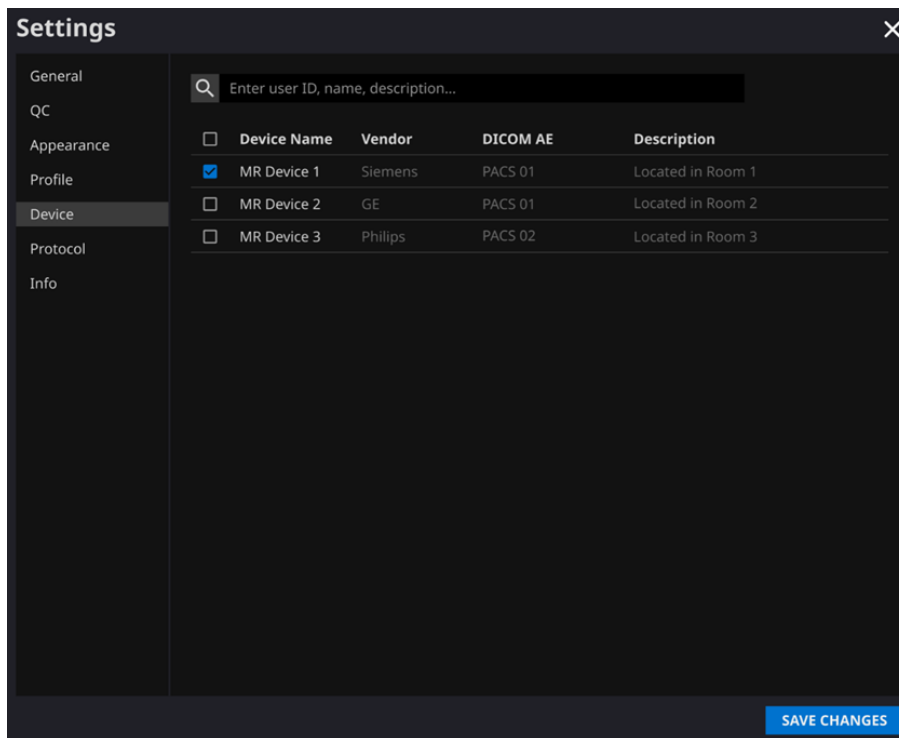 Settings
General
QC
Appearance
Profile
Device
Protocol
Info
Enter user ID, name, description...
Device Name Vendor DICOM AE Description
MR Device 1 Siemens PACS 01 Located in Room 1
MR Device 2 GE PACS 01 Located in Room 2
MR Device 3 Philips PACS 02 Located in Room 3
SAVE CHANGES